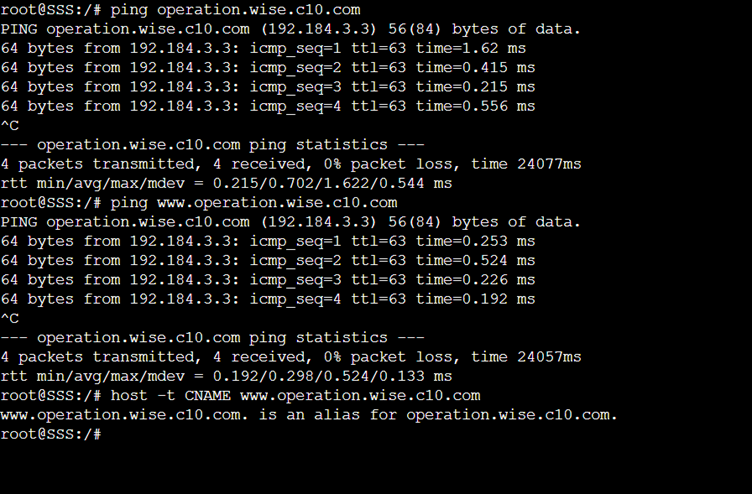 root@SSS:/# ping operation.wise.c10.com
PING operation.wise.c10.com (192.184.3.3) 56(84) bytes of data.
64 bytes from 192.184.3.3: icmp_seq=1 ttl=63 time=1.62 ms
64 bytes from 192.184.3.3: icmp_seq=2 ttl=63 time=0.415 ms
64 bytes from 192.184.3.3: icmp_seq=3 ttl=63 time=0.215 ms
64 bytes from 192.184.3.3: icmp_seq=4 ttl=63 time=0.556 ms
^C
--- operation.wise.c10.com ping statistics ---
4 packets transmitted, 4 received, 0% packet loss, time 24077ms
rtt min/avg/max/mdev = 0.215/0.702/1.622/0.544 ms
root@SSS:/# ping www.operation.wise.c10.com
PING operation.wise.c10.com (192.184.3.3) 56(84) bytes of data.
64 bytes from 192.184.3.3: icmp_seq=1 ttl=63 time=0.253 ms
64 bytes from 192.184.3.3: icmp_seq=2 ttl=63 time=0.524 ms
64 bytes from 192.184.3.3: icmp_seq=3 ttl=63 time=0.226 ms
64 bytes from 192.184.3.3: icmp_seq=4 ttl=63 time=0.192 ms
^C
--- operation.wise.c10.com ping statistics ---
4 packets transmitted, 4 received, 0% packet loss, time 24057ms
rtt min/avg/max/mdev = 0.192/0.298/0.524/0.133 ms
root@SSS:/# host -t CNAME www.operation.wise.c10.com
www.operation.wise.c10.com. is an alias for operation.wise.c10.com.
root@SSS:/#